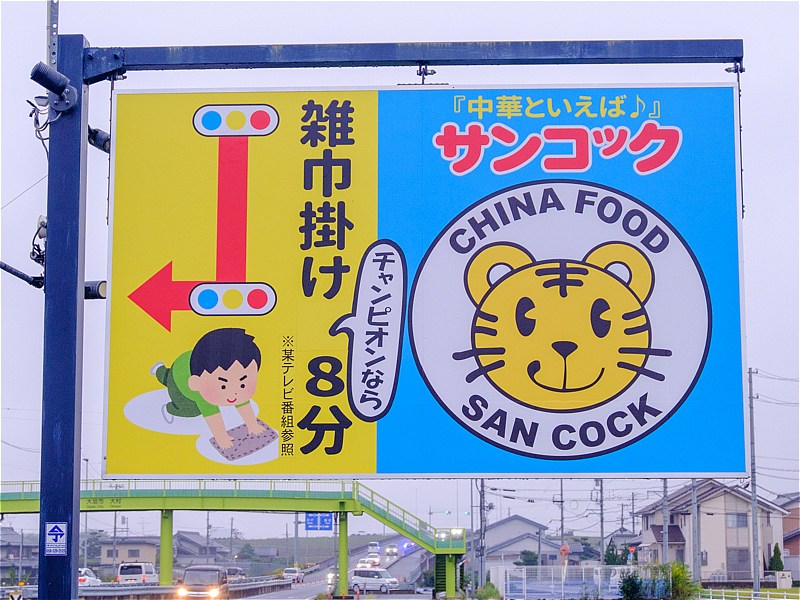 雑巾掛け 8分
チャンピオンなら
※某テレビ番組参照
『中華といえば♪』
サンコック
CHINA FOOD
SAN COCK